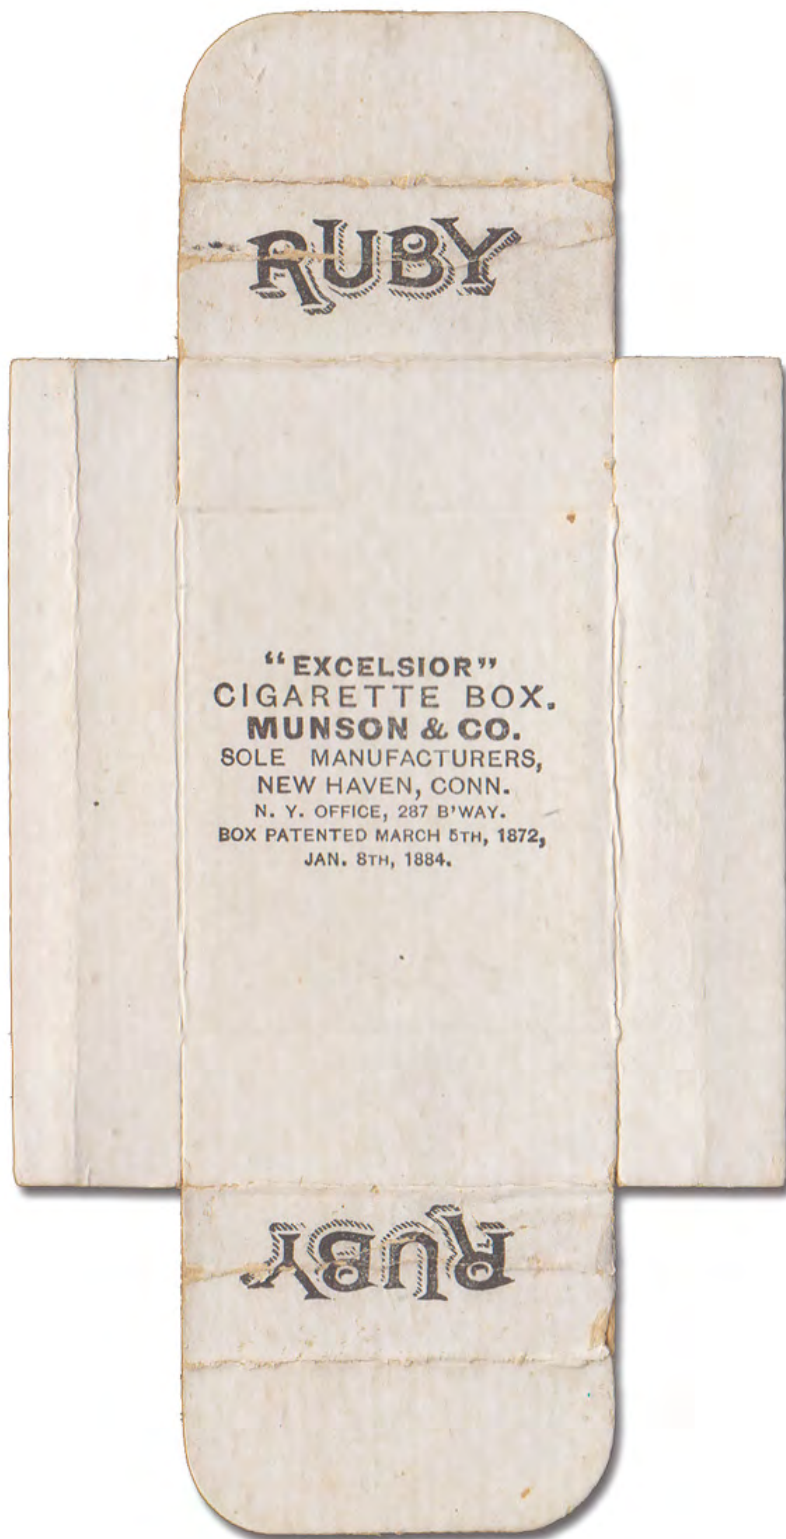 RUBY
“EXCELSIOR”
CIGARETTE BOX.
MUNSON & CO.
SOLE MANUFACTURERS,
NEW HAVEN, CONN.
N. Y. OFFICE, 287 B'WAY.
BOX PATENTED MARCH 5TH, 1872,
JAN. 8TH, 1884.
RUBY